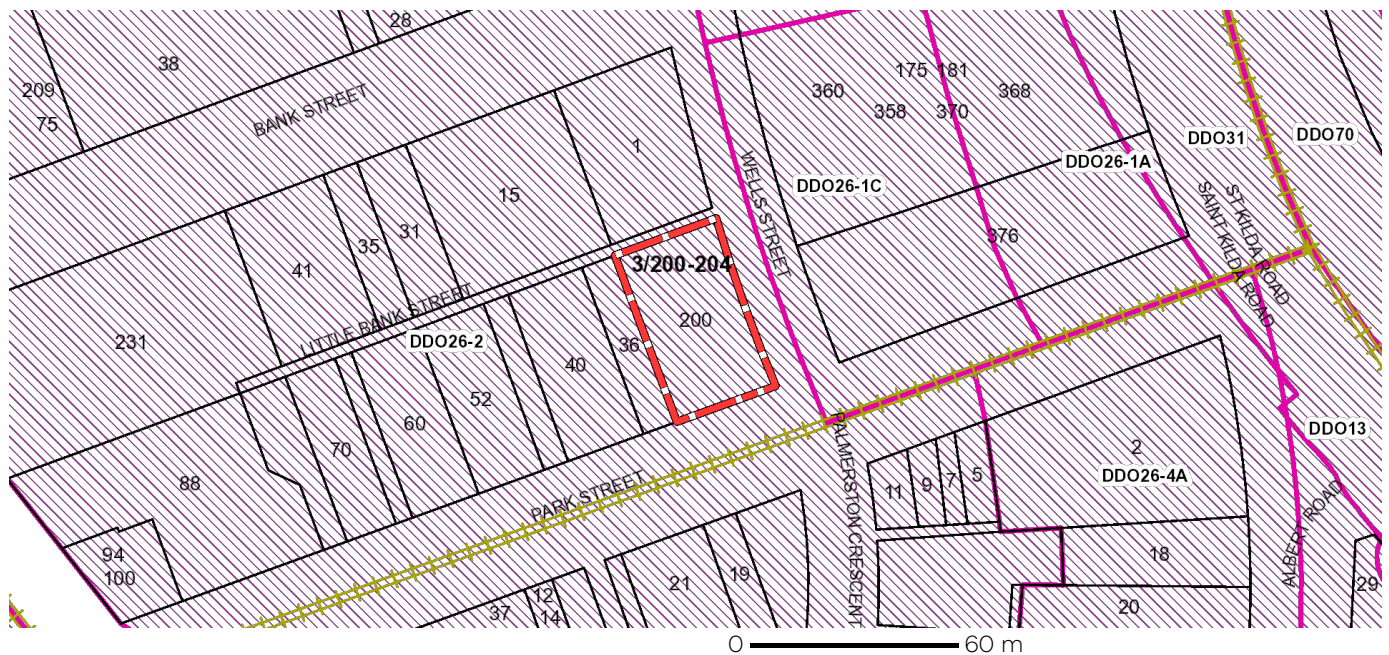 28
38
209
75
BANK STREET
175 181
360
358
370
368
DDO31
DDO70
1
DDO26-1A
WELLS STREET
DDO26-1C
15
31
35
41
ST KILDA ROAD
SAINT KILDA ROAD
376
3/200-204
LITTLE BANK STREET
231
DDO26-2
200
36
40
52
60
70
88
PARK STREET
PALMERSTON CRESCENT
DDO13
2
DDO26-4A
11
9
7
5
94
100
ALBERT ROAD
18
20
29
21
19
12
14
37
0 60 m